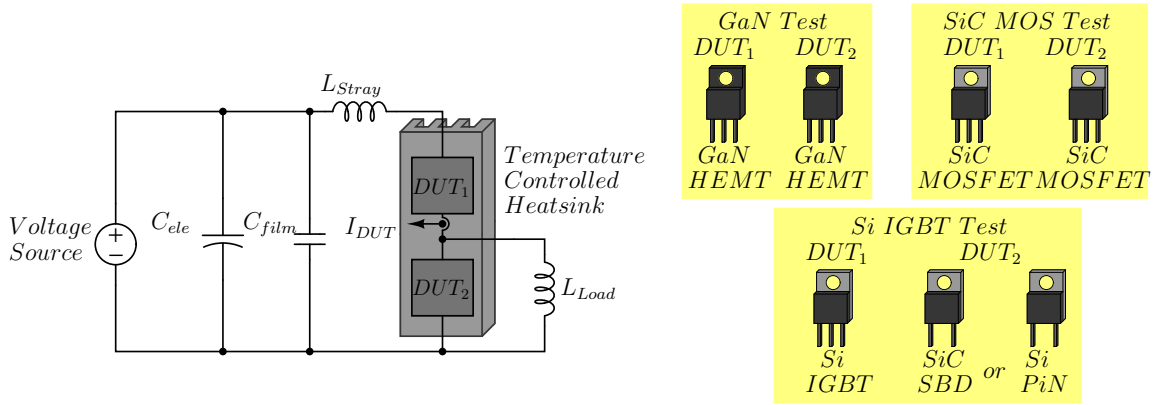 L_Stray
Voltage
Source
+
−
C_ele
C_film
I_DUT
DUT_1
DUT_2
Temperature
Controlled
Heatsink
L_Load
GaN Test
DUT_1 DUT_2
GaN GaN
HEMT HEMT
SiC MOS Test
DUT_1 DUT_2
SiC SiC
MOSFET MOSFET
Si IGBT Test
DUT_1 DUT_2
Si SiC or Si
IGBT SBD PiN